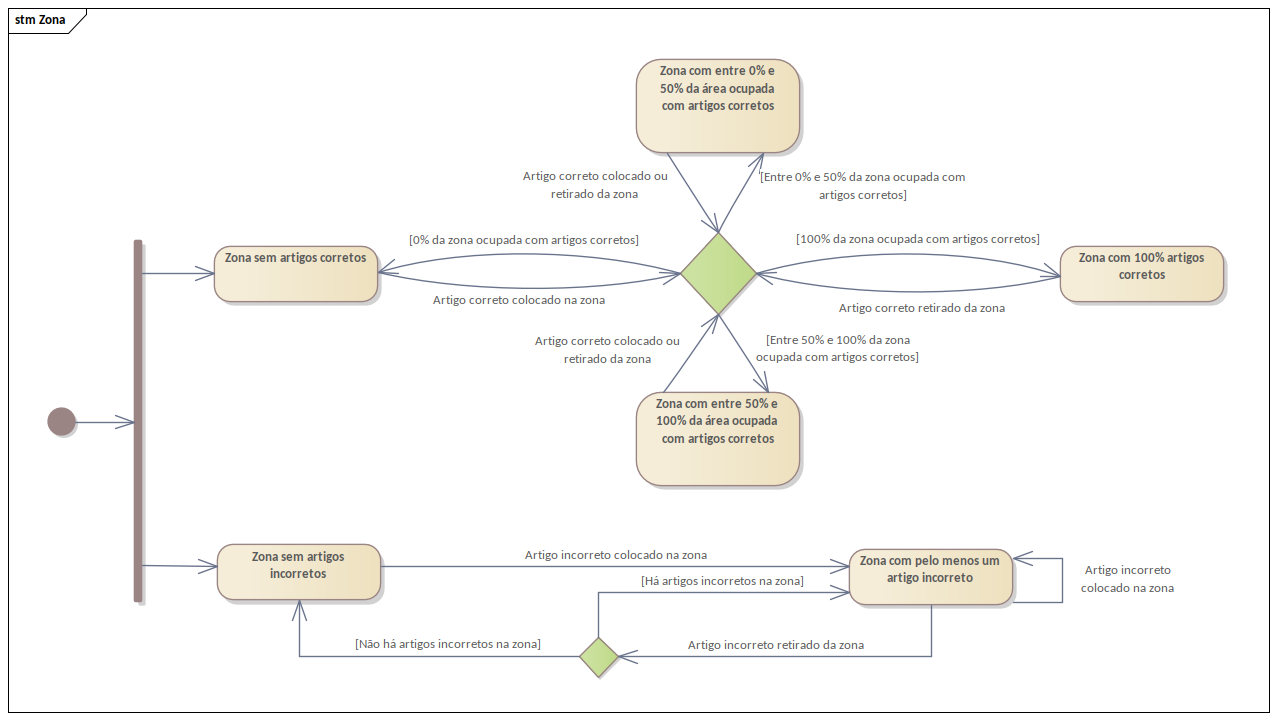 stm Zona
Zona com entre 0% e
50% da área ocupada
com artigos corretos
Artigo correto colocado ou
retirado da zona
[Entre 0% e 50% da zona ocupada com
artigos corretos]
[0% da zona ocupada com artigos corretos]
[100% da zona ocupada com artigos corretos]
Zona sem artigos corretos
Zona com 100% artigos
corretos
Artigo correto colocado na zona
Artigo correto retirado da zona
Artigo correto colocado ou
retirado da zona
[Entre 50% e 100% da zona
ocupada com artigos corretos]
Zona com entre 50% e
100% da área ocupada
com artigos corretos
Zona sem artigos
incorretos
Artigo incorreto colocado na zona
[Há artigos incorretos na zona]
Zona com pelo menos um
artigo incorreto
Artigo incorreto
colocado na zona
[Não há artigos incorretos na zona]
Artigo incorreto retirado da zona